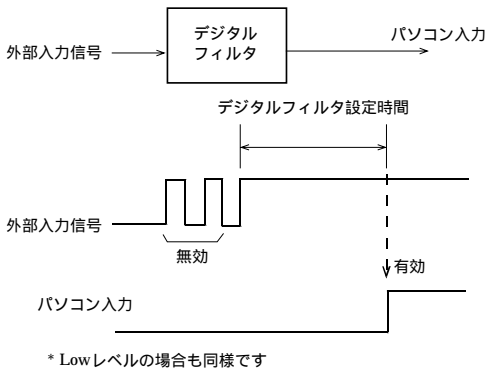 デジタル
フィルタ
外部入力信号
パソコン入力
デジタルフィルタ設定時間
外部入力信号
無効
有効
パソコン入力
* Lowレベルの場合も同様です